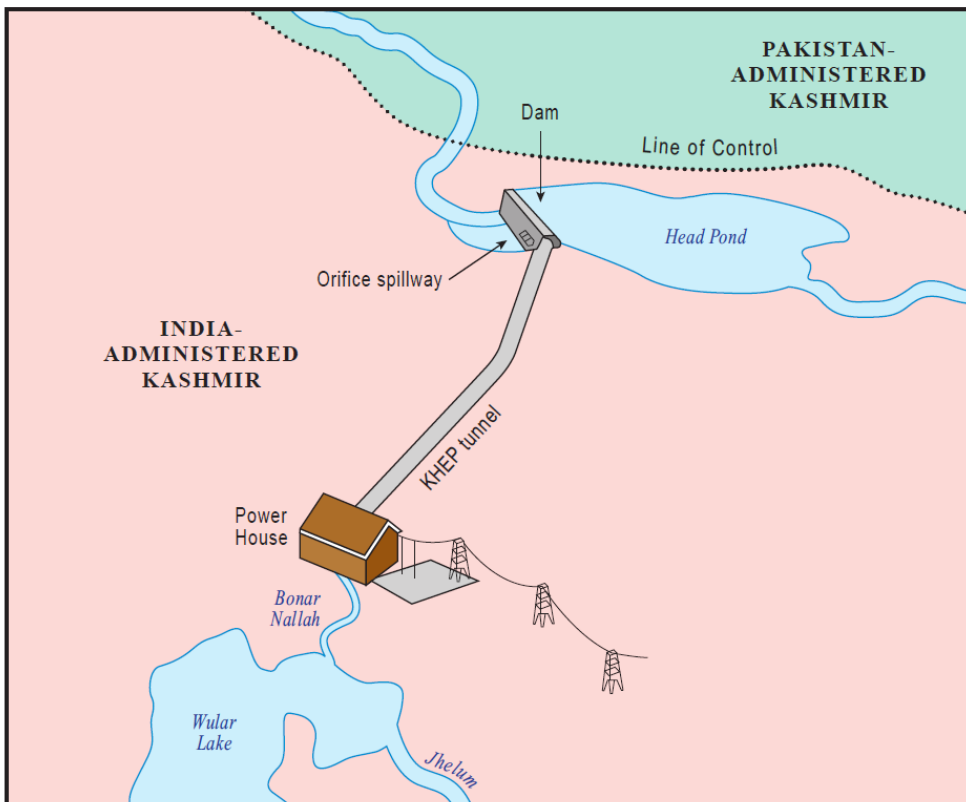 PAKISTAN-
ADMINISTERED
KASHMIR
Dam
Line of Control
Head Pond
Orifice spillway
INDIA-
ADMINISTERED
KASHMIR
KHEP tunnel
Power
House
Bonar
Nallah
Wular
Lake
Jhelum